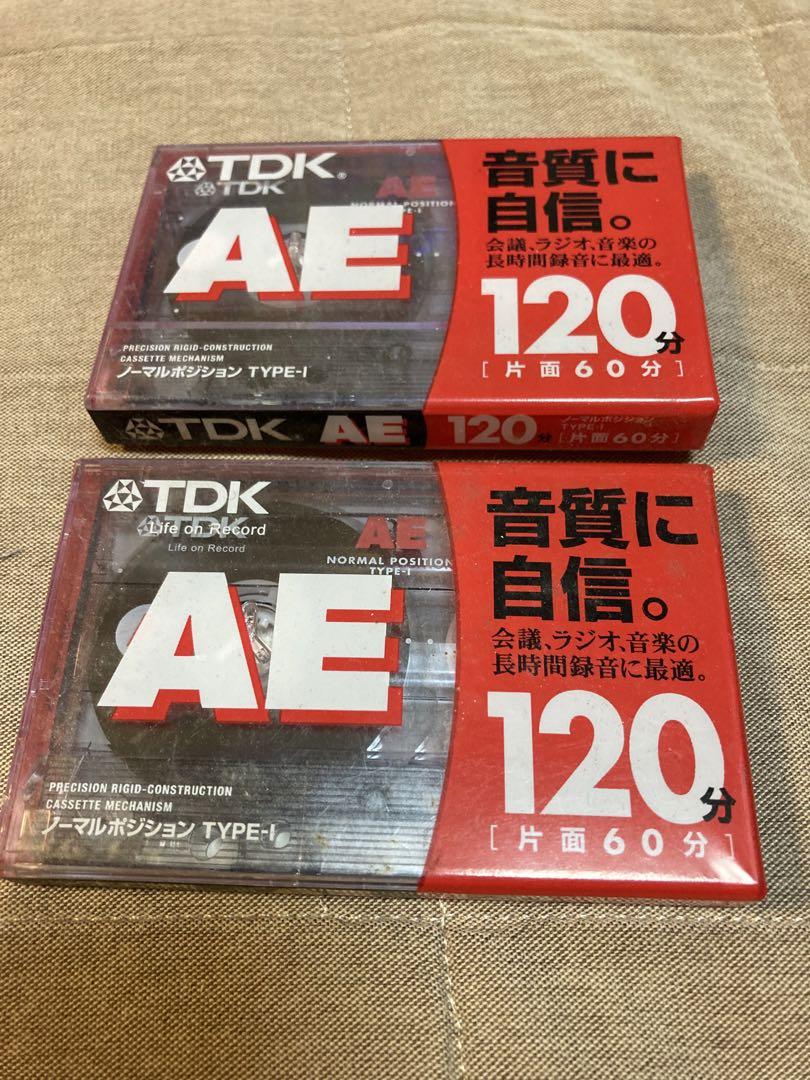 TDK®
TDK
AE
NORMAL POSITION
AE
PRECISION RIGID-CONSTRUCTION
CASSETTE MECHANISM
ノーマルポジション TYPE-I
音質に
自信。
会議、ラジオ、音楽の
長時間録音に最適。
120分
[片面60分]
TDK AE 120分 [片面60分]
ノーマルポジション
TYPE-I
TDK
Life on Record
TDK
Life on Record
AE
NORMAL POSITION
TYPE-I
AE
PRECISION RIGID-CONSTRUCTION
CASSETTE MECHANISM
ノーマルポジション TYPE-I
音質に
自信。
会議、ラジオ、音楽の
長時間録音に最適。
120分
[片面60分]